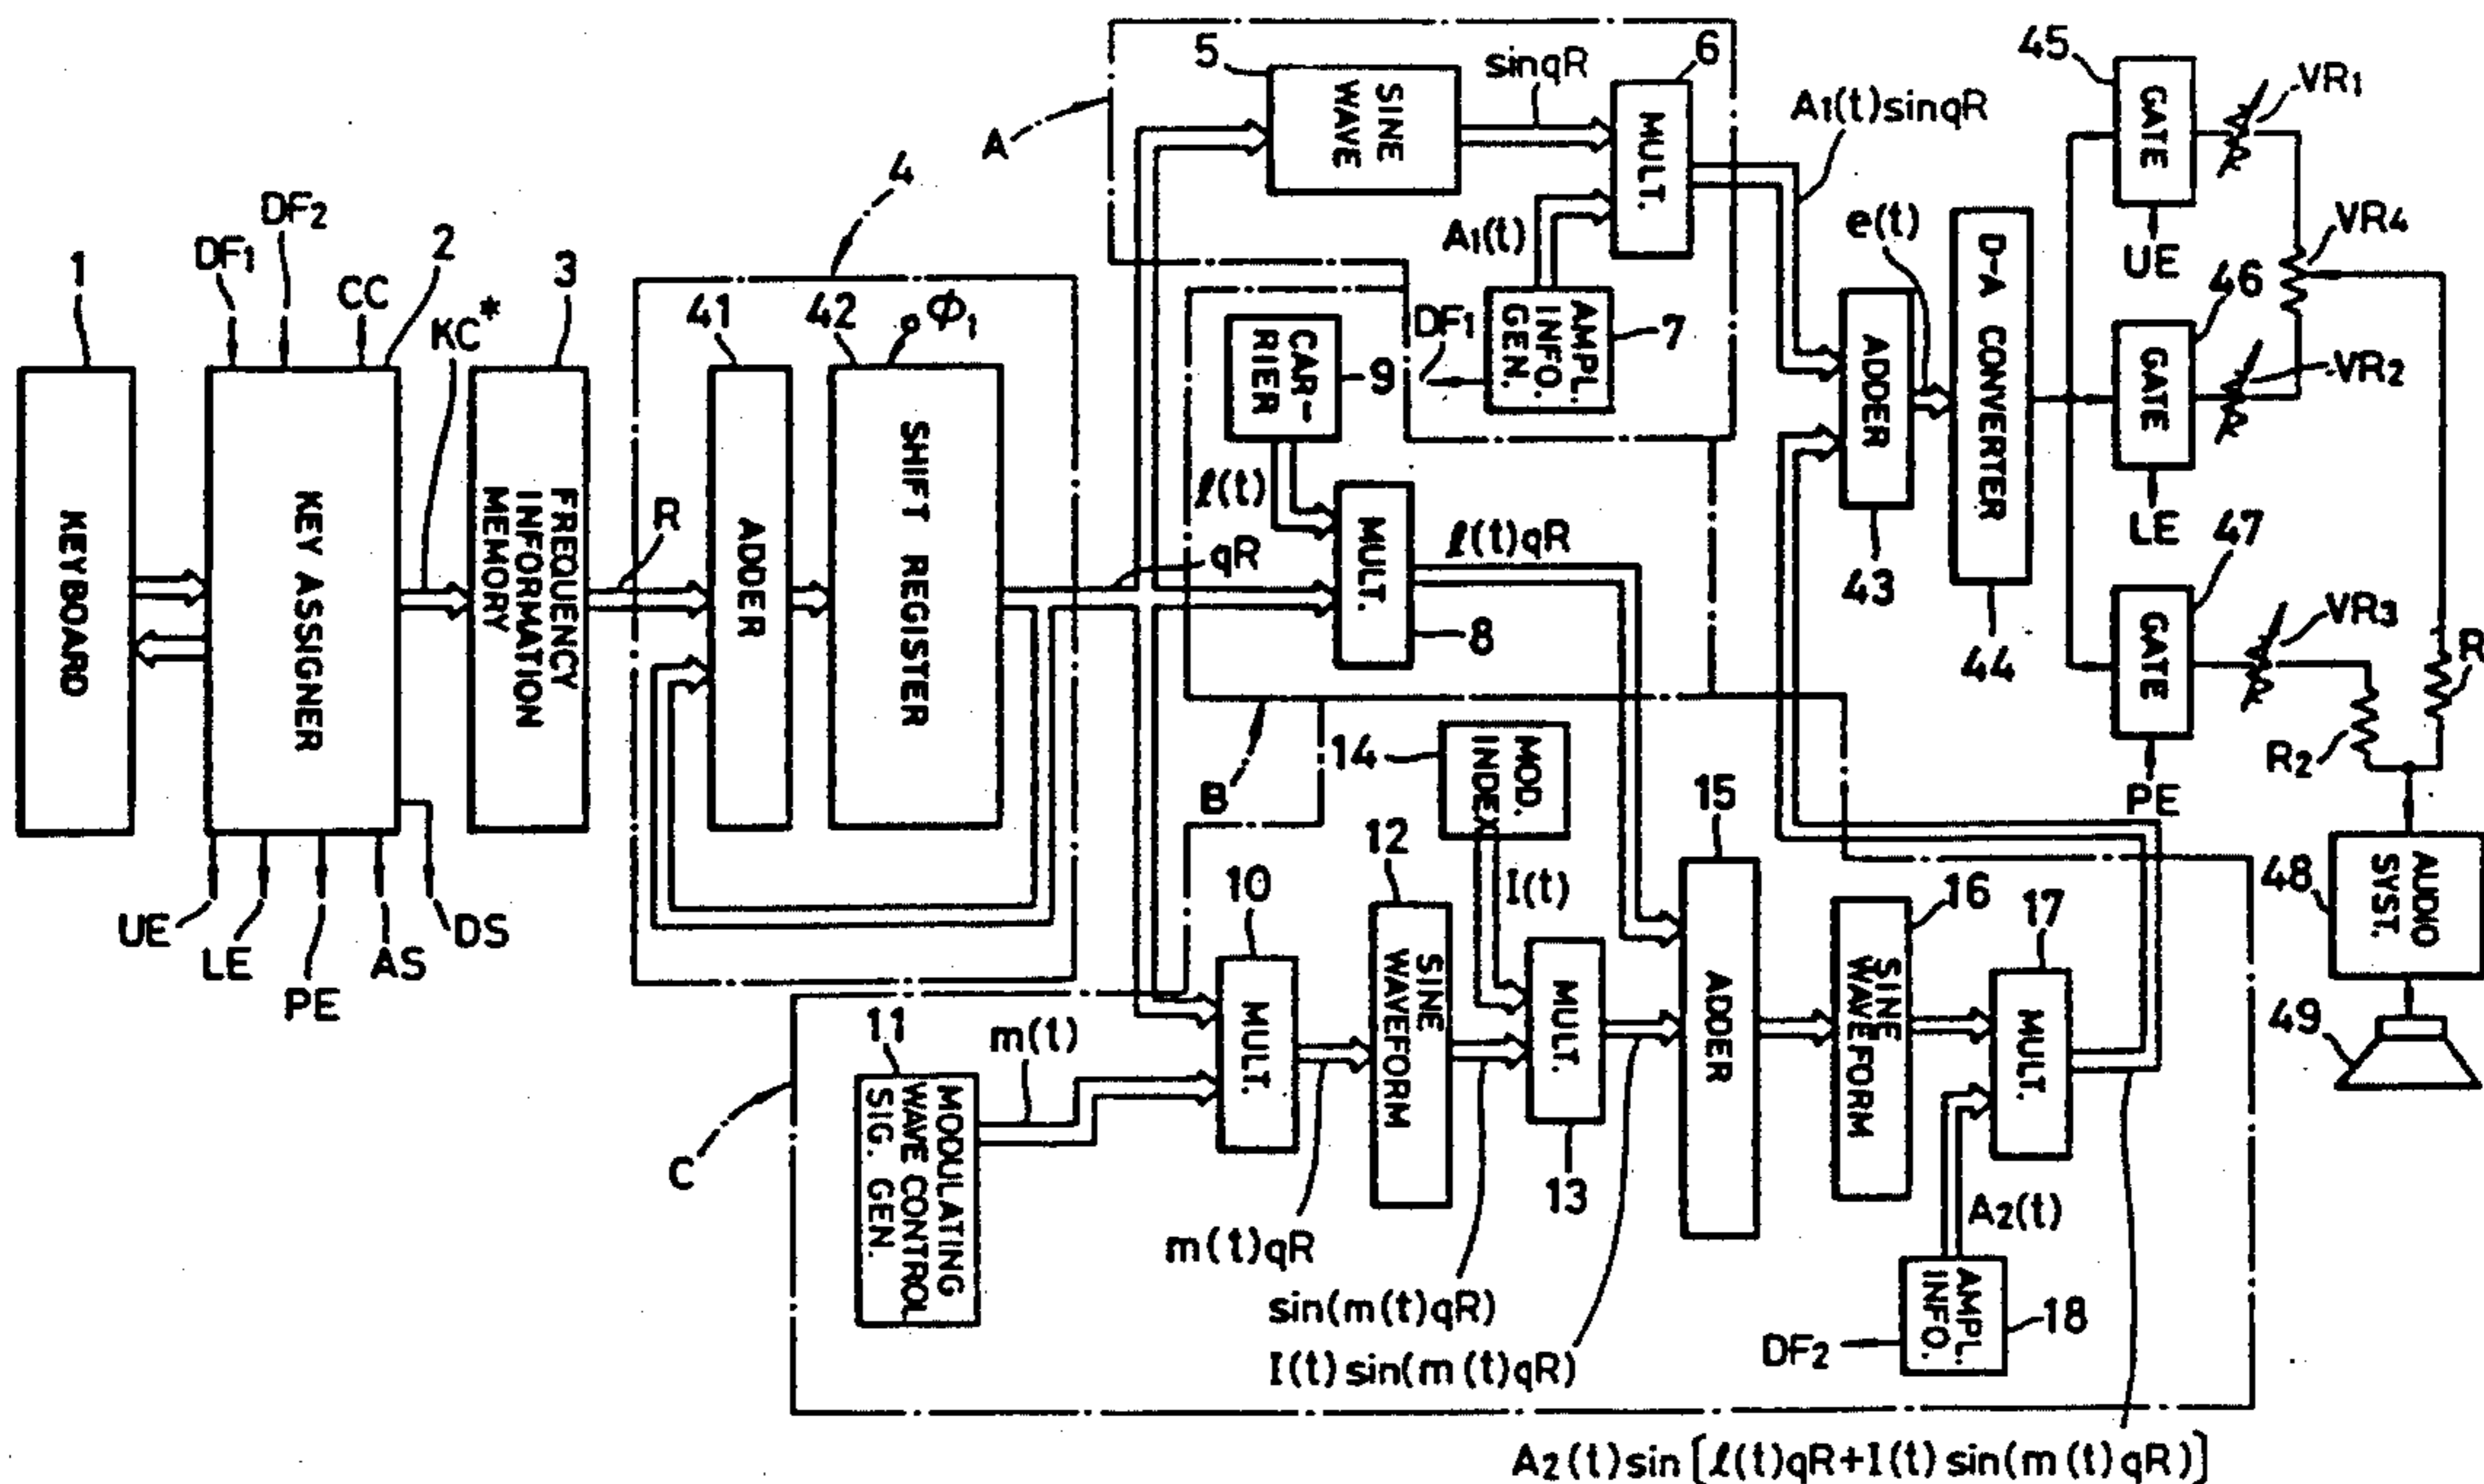 1
KEYBOARD
DF1
DF2
CC
2
KEY ASSIGNER
UE
LE
PE
AS
DS
KC*
3
FREQUENCY
INFORMATION
MEMORY
R
4
41
ADDER
42
Φ1
SHIFT REGISTER
qR
A
5
SINE
WAVE
sinqR
6
MULT.
A1(t)
DF1
AMPL.
INFO.
GEN.
7
A1(t)sinqR
CAR-
RIER
9
ℓ(t)
MULT.
8
ℓ(t)qR
B
C
11
MODULATING
WAVE CONTROL
SIG. GEN.
m(t)
10
MULT.
m(t)qR
12
SINE
WAVEFORM
sin(m(t)qR)
14
MOD.
INDEX
I(t)
MULT.
13
I(t)sin(m(t)qR)
15
ADDER
16
SINE
WAVEFORM
17
MULT.
A2(t)
AMPL.
INFO.
18
DF2
A2(t)sin[ℓ(t)qR+I(t)sin(m(t)qR)]
e(t)
ADDER
43
D-A CONVERTER
44
45
GATE
UE
VR1
46
GATE
LE
VR2
VR4
47
GATE
PE
VR3
R2
R
48
AUDIO
SYST.
49